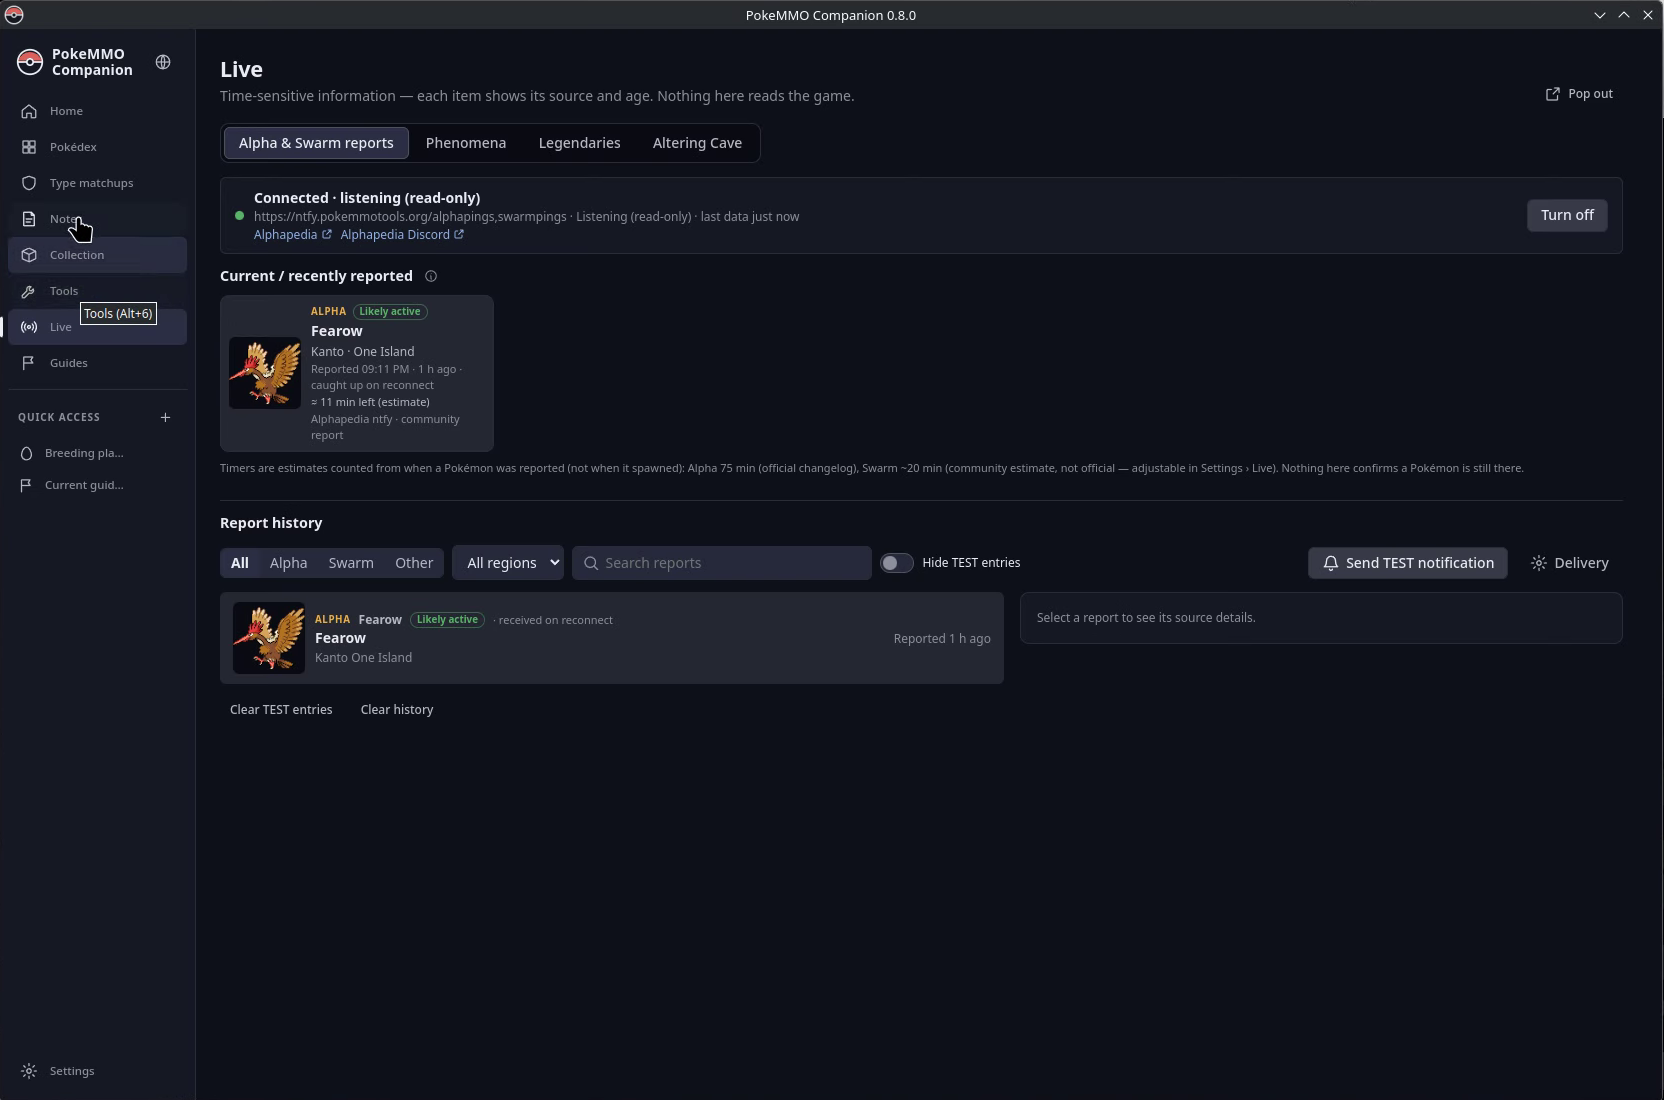 PokeMMO Companion 0.8.0
PokeMMO
Companion
Home
Pokédex
Type matchups
Note
Collection
Tools
Tools (Alt+6)
Live
Guides
QUICK ACCESS
Breeding pla...
Current guid...
Settings
Live
Time-sensitive information — each item shows its source and age. Nothing here reads the game.
Pop out
Alpha & Swarm reports
Phenomena
Legendaries
Altering Cave
Connected · listening (read-only)
https://ntfy.pokemmotools.org/alphapings,swarmpings · Listening (read-only) · last data just now
Alphapedia
Alphapedia Discord
Turn off
Current / recently reported
ALPHA
Likely active
Fearow
Kanto · One Island
Reported 09:11 PM · 1 h ago ·
caught up on reconnect
≈ 11 min left (estimate)
Alphapedia ntfy · community
report
Timers are estimates counted from when a Pokémon was reported (not when it spawned): Alpha 75 min (official changelog), Swarm ~20 min (community estimate, not official — adjustable in Settings › Live). Nothing here confirms a Pokémon is still there.
Report history
All
Alpha
Swarm
Other
All regions
Search reports
Hide TEST entries
Send TEST notification
Delivery
ALPHA Fearow Likely active · received on reconnect
Fearow
Kanto One Island
Reported 1 h ago
Select a report to see its source details.
Clear TEST entries
Clear history